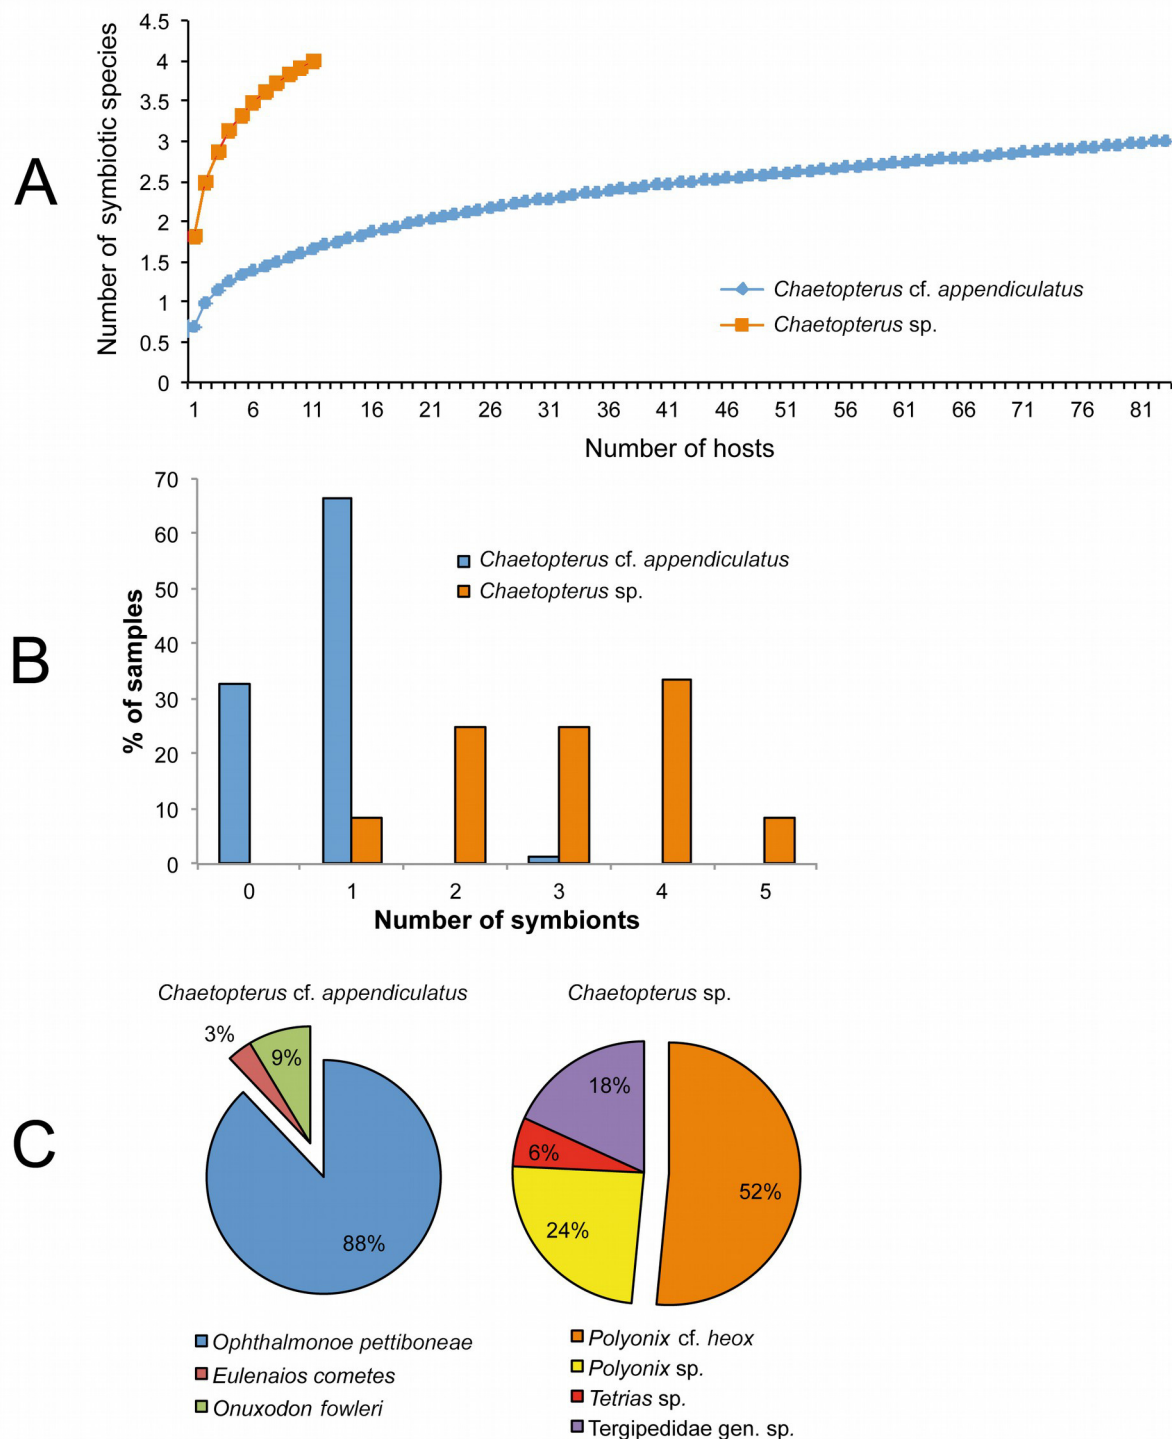 A
Number of symbiotic species
4.5
4
3.5
3
2.5
2
1.5
1
0.5
0
Chaetopterus cf. appendiculatus
Chaetopterus sp.
1 6 11 16 21 26 31 36 41 46 51 56 61 66 71 76 81
Number of hosts
B
% of samples
70
60
50
40
30
20
10
0
Chaetopterus cf. appendiculatus
Chaetopterus sp.
0 1 2 3 4 5
Number of symbionts
C
Chaetopterus cf. appendiculatus
3%
9%
88%
Ophthalmonoe pettiboneae
Eulenaios cometes
Onuxodon fowleri
Chaetopterus sp.
18%
6%
52%
24%
Polyonix cf. heox
Polyonix sp.
Tetrias sp.
Tergipedidae gen. sp.